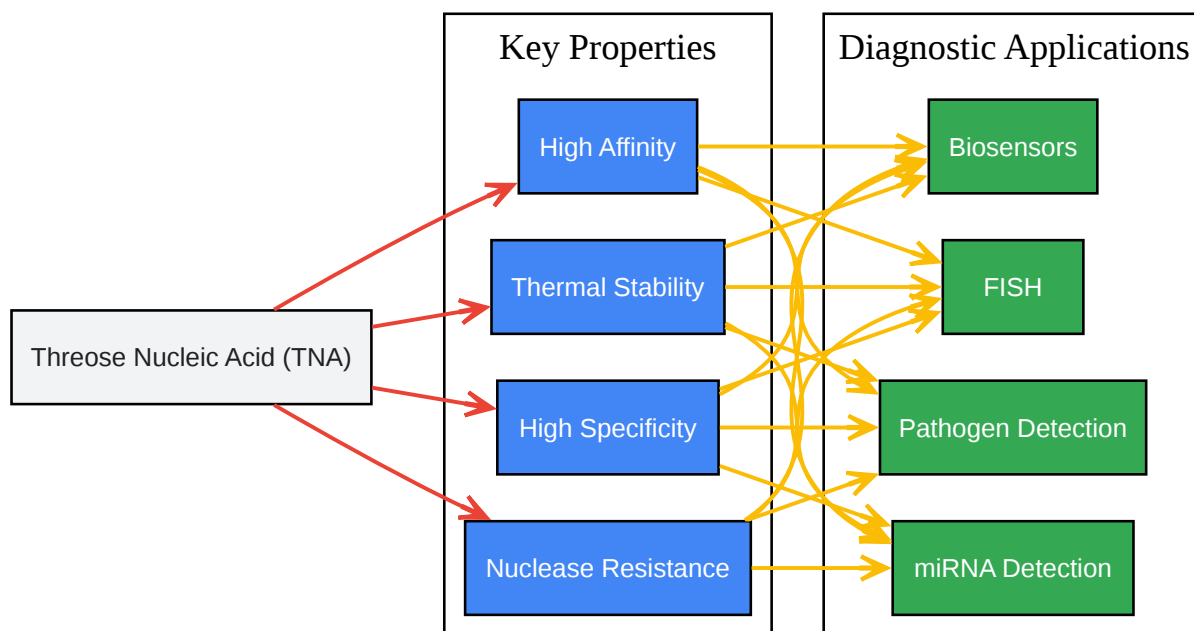 Key Properties
Diagnostic Applications
High Affinity
Biosensors
Thermal Stability
FISH
Threose Nucleic Acid (TNA)
High Specificity
Pathogen Detection
Nuclease Resistance
miRNA Detection